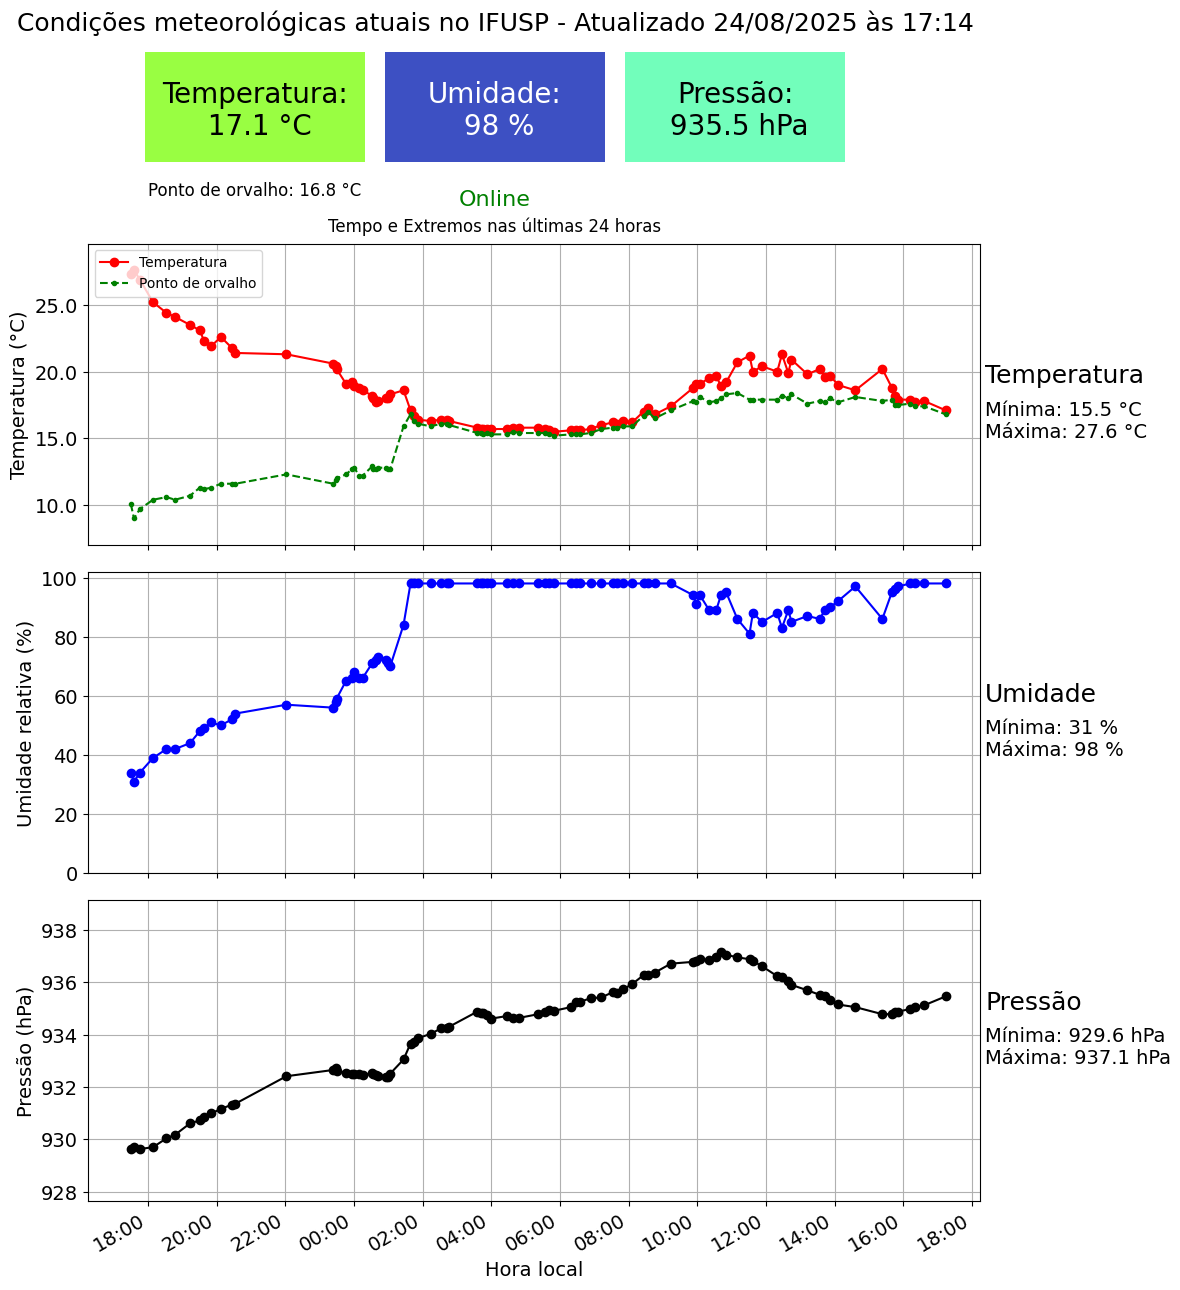 Condições meteorológicas atuais no IFUSP - Atualizado 24/08/2025 às 17:14
Temperatura:
17.1 °C
Umidade:
98 %
Pressão:
935.5 hPa
Ponto de orvalho: 16.8 °C
Online
Tempo e Extremos nas últimas 24 horas
Temperatura
Ponto de orvalho
Temperatura (°C)
25.0
20.0
15.0
10.0
Temperatura
Mínima: 15.5 °C
Máxima: 27.6 °C
Umidade relativa (%)
100
80
60
40
20
0
Umidade
Mínima: 31 %
Máxima: 98 %
Pressão (hPa)
938
936
934
932
930
928
Pressão
Mínima: 929.6 hPa
Máxima: 937.1 hPa
18:00
20:00
22:00
00:00
02:00
04:00
06:00
08:00
10:00
12:00
14:00
16:00
18:00
Hora local